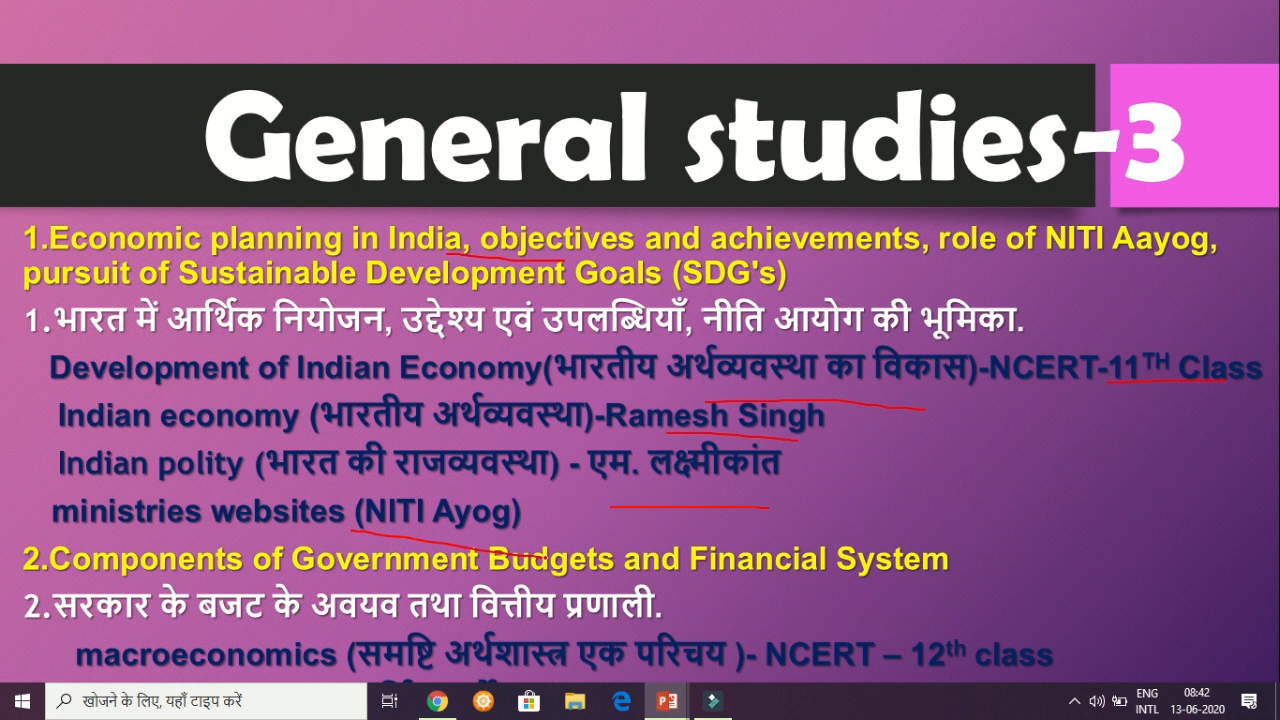 General studies-3
1.Economic planning in India, objectives and achievements, role of NITI Aayog,
pursuit of Sustainable Development Goals (SDG's)
1.भारत में आर्थिक नियोजन, उद्देश्य एवं उपलब्धियाँ, नीति आयोग की भूमिका.
Development of Indian Economy(भारतीय अर्थव्यवस्था का विकास)-NCERT-11TH Class
Indian economy (भारतीय अर्थव्यवस्था)-Ramesh Singh
Indian polity (भारत की राजव्यवस्था) - एम. लक्ष्मीकांत
ministries websites (NITI Ayog)
2.Components of Government Budgets and Financial System
2.सरकार के बजट के अवयव तथा वित्तीय प्रणाली.
macroeconomics (समष्टि अर्थशास्त्र एक परिचय )- NCERT – 12th class
खोजने के लिए, यहाँ टाइप करें
ENG 08:42
INTL 13-06-2020